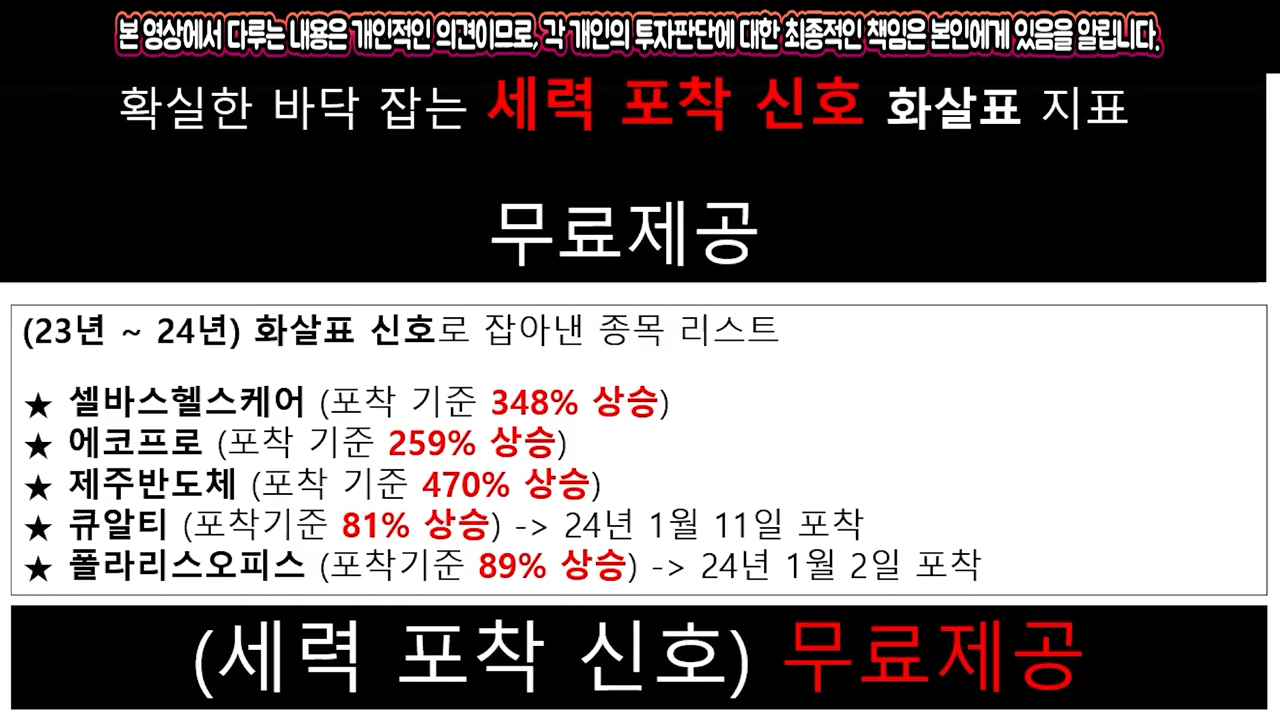 본 영상에서 다루는 내용은 개인적인 의견이므로, 각 개인의 투자판단에 대한 최종적인 책임은 본인에게 있음을 알립니다.
확실한 바닥 잡는 세력 포착 신호 화살표 지표
무료제공
(23년 ~ 24년) 화살표 신호로 잡아낸 종목 리스트
★ 셀바스헬스케어 (포착 기준 348% 상승)
★ 에코프로 (포착 기준 259% 상승)
★ 제주반도체 (포착 기준 470% 상승)
★ 큐알티 (포착기준 81% 상승) -> 24년 1월 11일 포착
★ 폴라리스오피스 (포착기준 89% 상승) -> 24년 1월 2일 포착
(세력 포착 신호) 무료제공